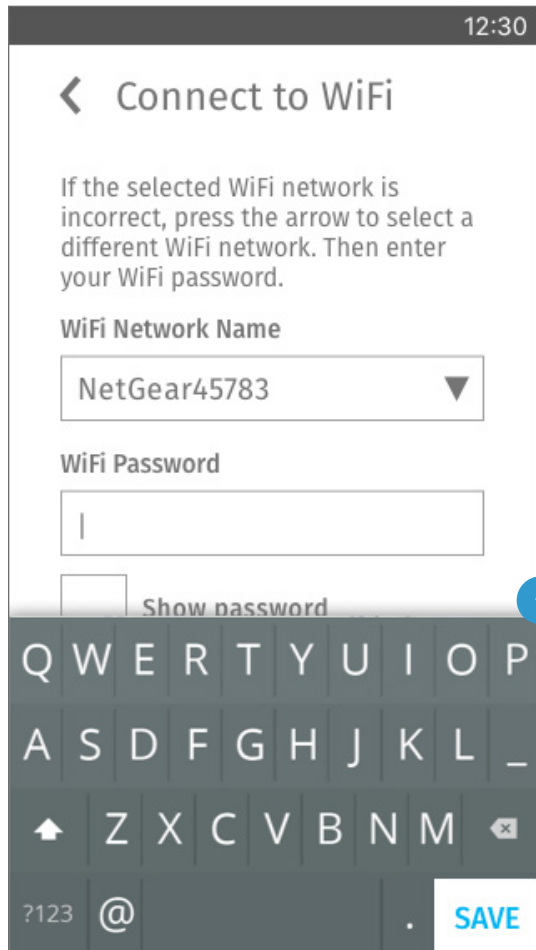 12:30
Connect to WiFi
If the selected WiFi network is
incorrect, press the arrow to select a
different WiFi network. Then enter
your WiFi password.
WiFi Network Name
NetGear45783
WiFi Password
Show password
Q W E R T Y U I O P
A S D F G H J K L _
Z X C V B N M
?123 @ . SAVE